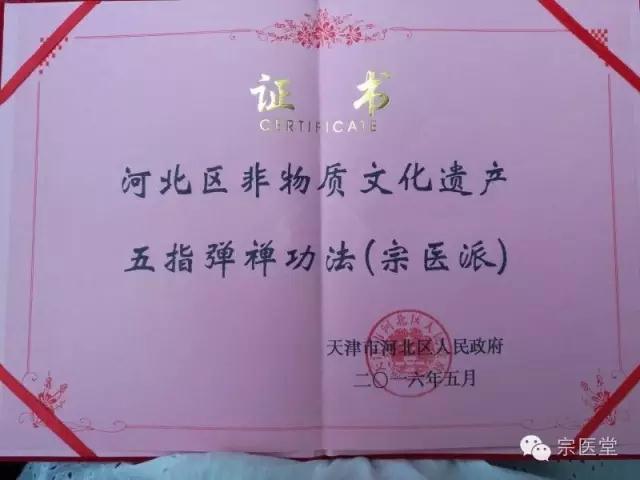 证书
CERTIFICATE
河北区非物质文化遗产
五指弹禅功法(宗医派)
天津市河北区人民政府
二〇一六年五月
宗医堂